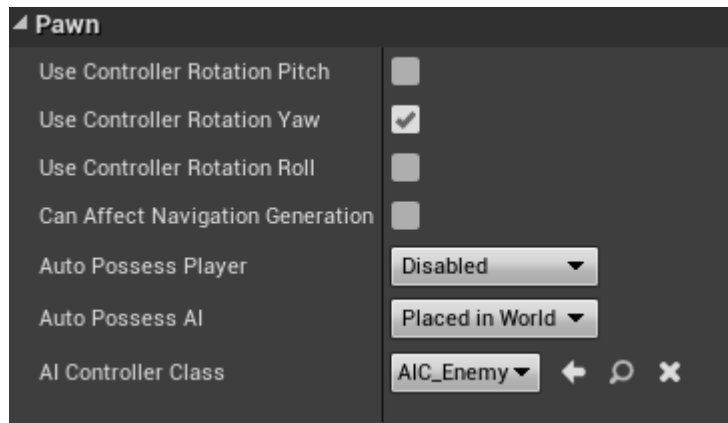 Pawn
Use Controller Rotation Pitch
Use Controller Rotation Yaw
Use Controller Rotation Roll
Can Affect Navigation Generation
Auto Possess Player Disabled
Auto Possess AI Placed in World
AI Controller Class AIC_Enemy